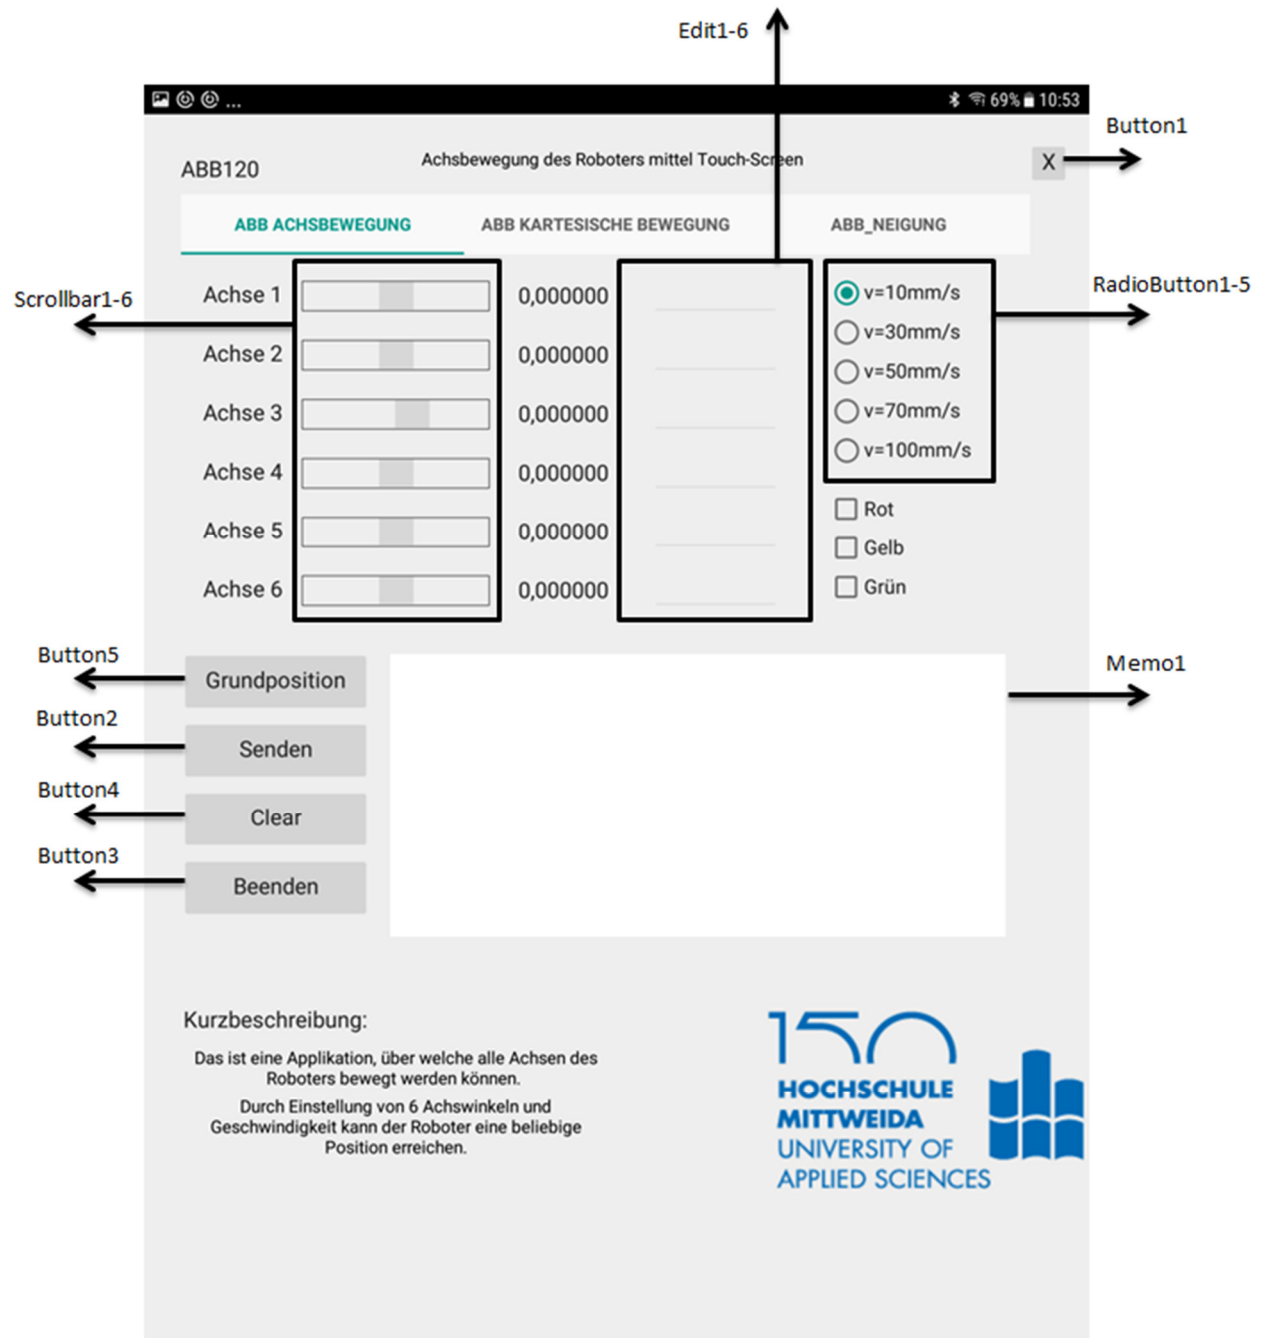 Edit1-6
... 69% 10:53
Button1
ABB120
Achsbewegung des Roboters mittel Touch-Screen
X
ABB ACHSBEWEGUNG ABB KARTESISCHE BEWEGUNG ABB_NEIGUNG
Scrollbar1-6
RadioButton1-5
Achse 1 0,000000
Achse 2 0,000000
Achse 3 0,000000
Achse 4 0,000000
Achse 5 0,000000
Achse 6 0,000000
v=10mm/s
v=30mm/s
v=50mm/s
v=70mm/s
v=100mm/s
Rot
Gelb
Grün
Button5
Grundposition
Button2
Senden
Button4
Clear
Button3
Beenden
Memo1
Kurzbeschreibung:
Das ist eine Applikation, über welche alle Achsen des
Roboters bewegt werden können.
Durch Einstellung von 6 Achswinkeln und
Geschwindigkeit kann der Roboter eine beliebige
Position erreichen.
150
HOCHSCHULE
MITTWEIDA
UNIVERSITY OF
APPLIED SCIENCES